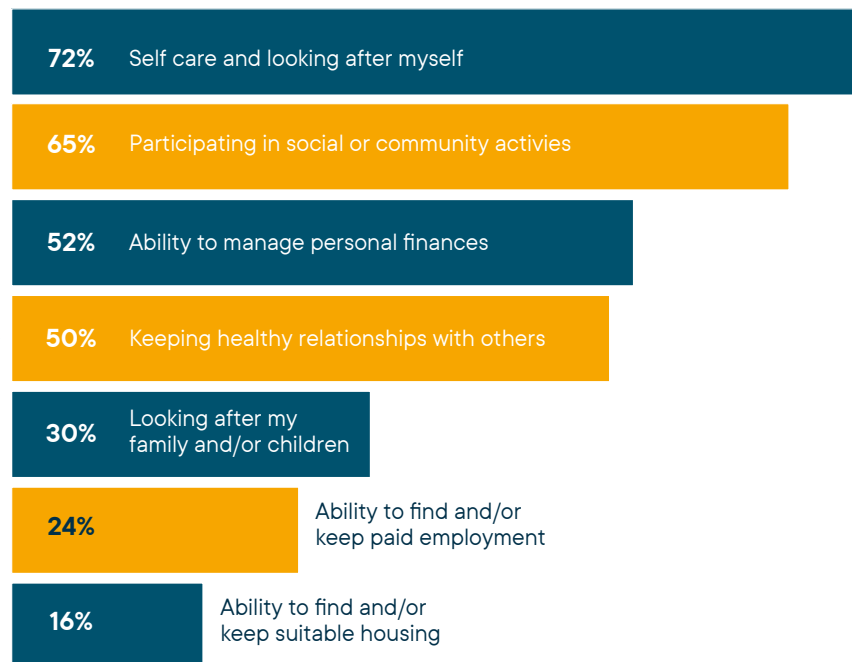 72% Self care and looking after myself
65% Participating in social or community activies
52% Ability to manage personal finances
50% Keeping healthy relationships with others
30% Looking after my
family and/or children
24% Ability to find and/or
keep paid employment
16% Ability to find and/or
keep suitable housing